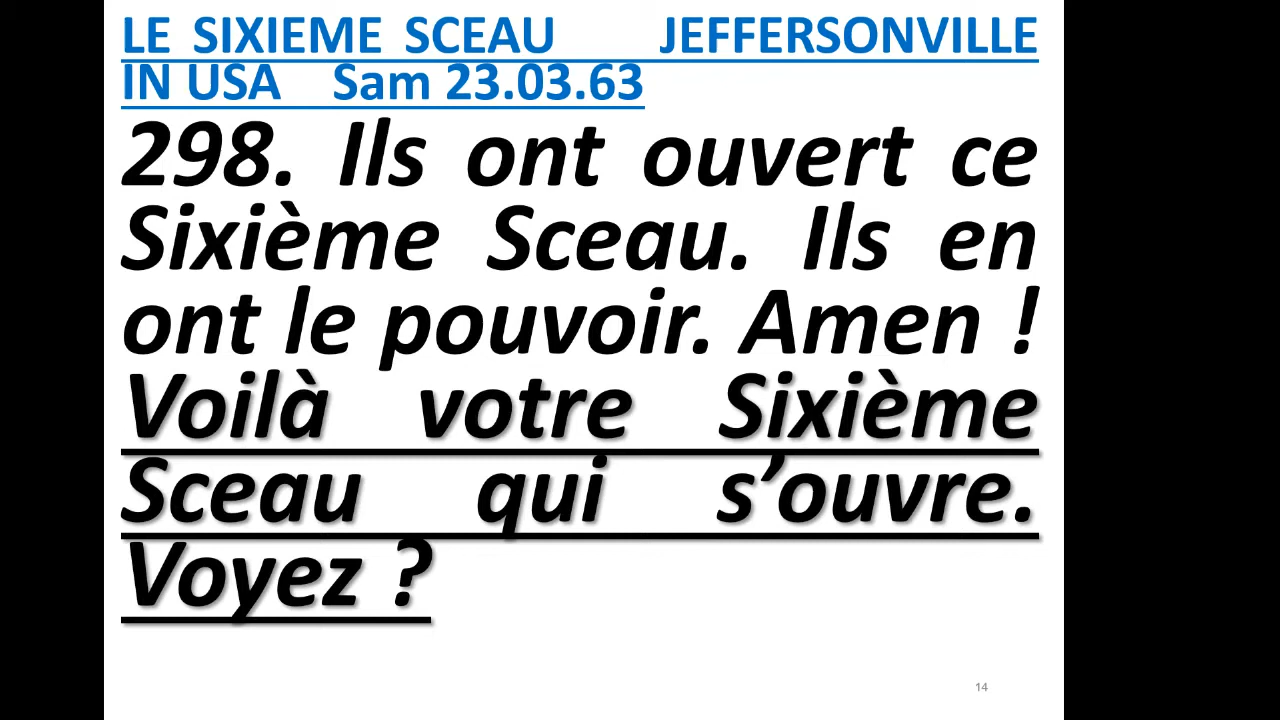 LE SIXIEME SCEAU JEFFERSONVILLE
IN USA Sam 23.03.63
298. Ils ont ouvert ce
Sixième Sceau. Ils en
ont le pouvoir. Amen !
Voilà votre Sixième
Sceau qui s’ouvre.
Voyez ?
14